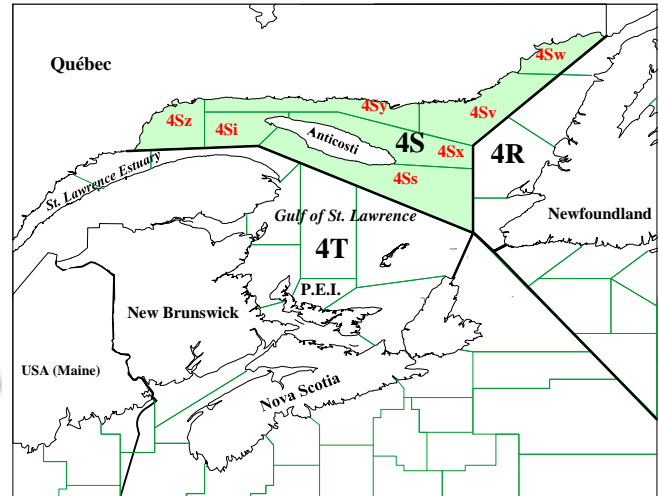 4Sw
Québec
4Sy
4Sv
4Sz
4Si
Anticosti
4S
4Sx
4R
St. Lawrence Estuary
4Ss
Gulf of St. Lawrence
Newfoundland
4T
P.E.I.
New Brunswick
USA (Maine)
Nova Scotia